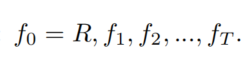 f₀ = R, f₁, f₂, ..., f_T.